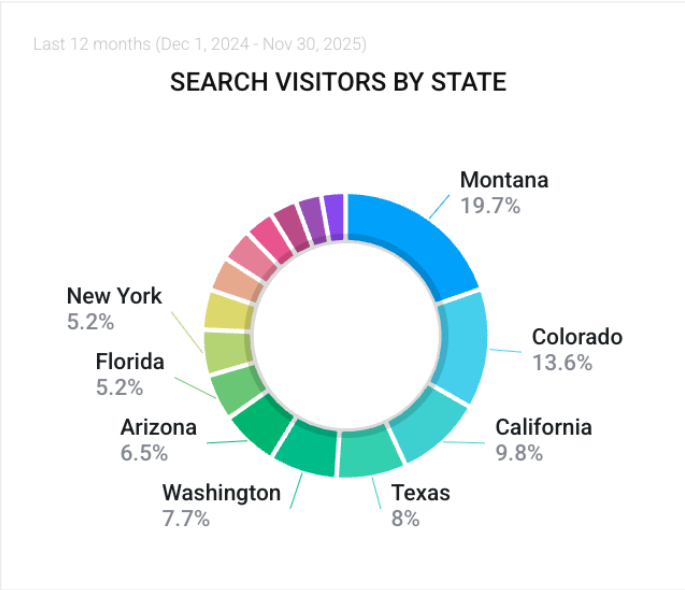 Last 12 months (Dec 1, 2024 - Nov 30, 2025)
SEARCH VISITORS BY STATE
Montana
19.7%
Colorado
13.6%
California
9.8%
Texas
8%
Washington
7.7%
Arizona
6.5%
Florida
5.2%
New York
5.2%